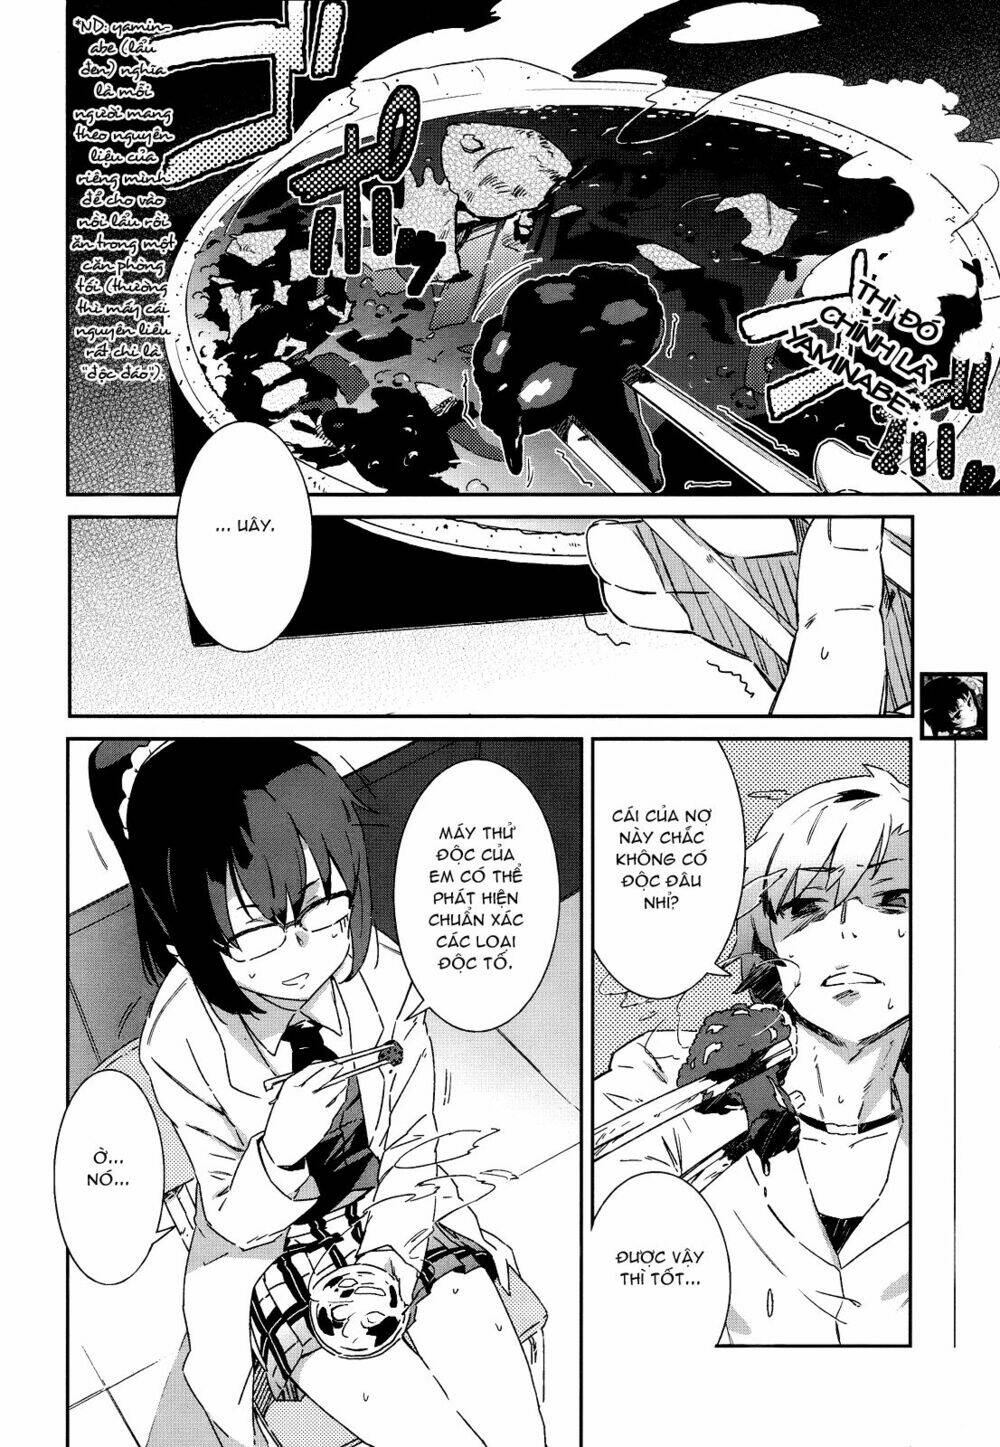 *ND: yamin-
abe (lẩu
đen) nghĩa
là mỗi
người mang
theo nguyên
liệu của
riêng mình
để cho vào
nồi lẩu rồi
ăn trong một
căn phòng
tối (thường
thì mấy cái
nguyên liệu
rất chi là
"độc đáo")
THÌ ĐÓ
CHÍNH LÀ
YAMINABE*
... UÂY.
CÁI CỦA NỢ
NÀY CHẮC
KHÔNG CÓ
ĐỘC ĐÂU
NHỈ?
ĐƯỢC VẬY
THÌ TỐT...
MÁY THỬ
ĐỘC CỦA
EM CÓ THỂ
PHÁT HIỆN
CHUẨN XÁC
CÁC LOẠI
ĐỘC TỐ.
Ờ...
NÓ...